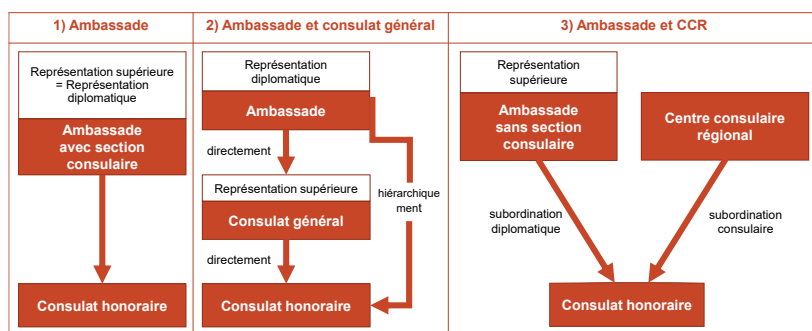 1) Ambassade
Représentation supérieure
= Représentation
diplomatique
Ambassade
avec section
consulaire
Consulat honoraire
2) Ambassade et consulat général
Représentation
diplomatique
Ambassade
directement
hiérarchique
ment
Représentation supérieure
Consulat général
directement
Consulat honoraire
3) Ambassade et CCR
Représentation
supérieure
Ambassade
sans section
consulaire
Centre consulaire
régional
subordination
diplomatique
subordination
consulaire
Consulat honoraire